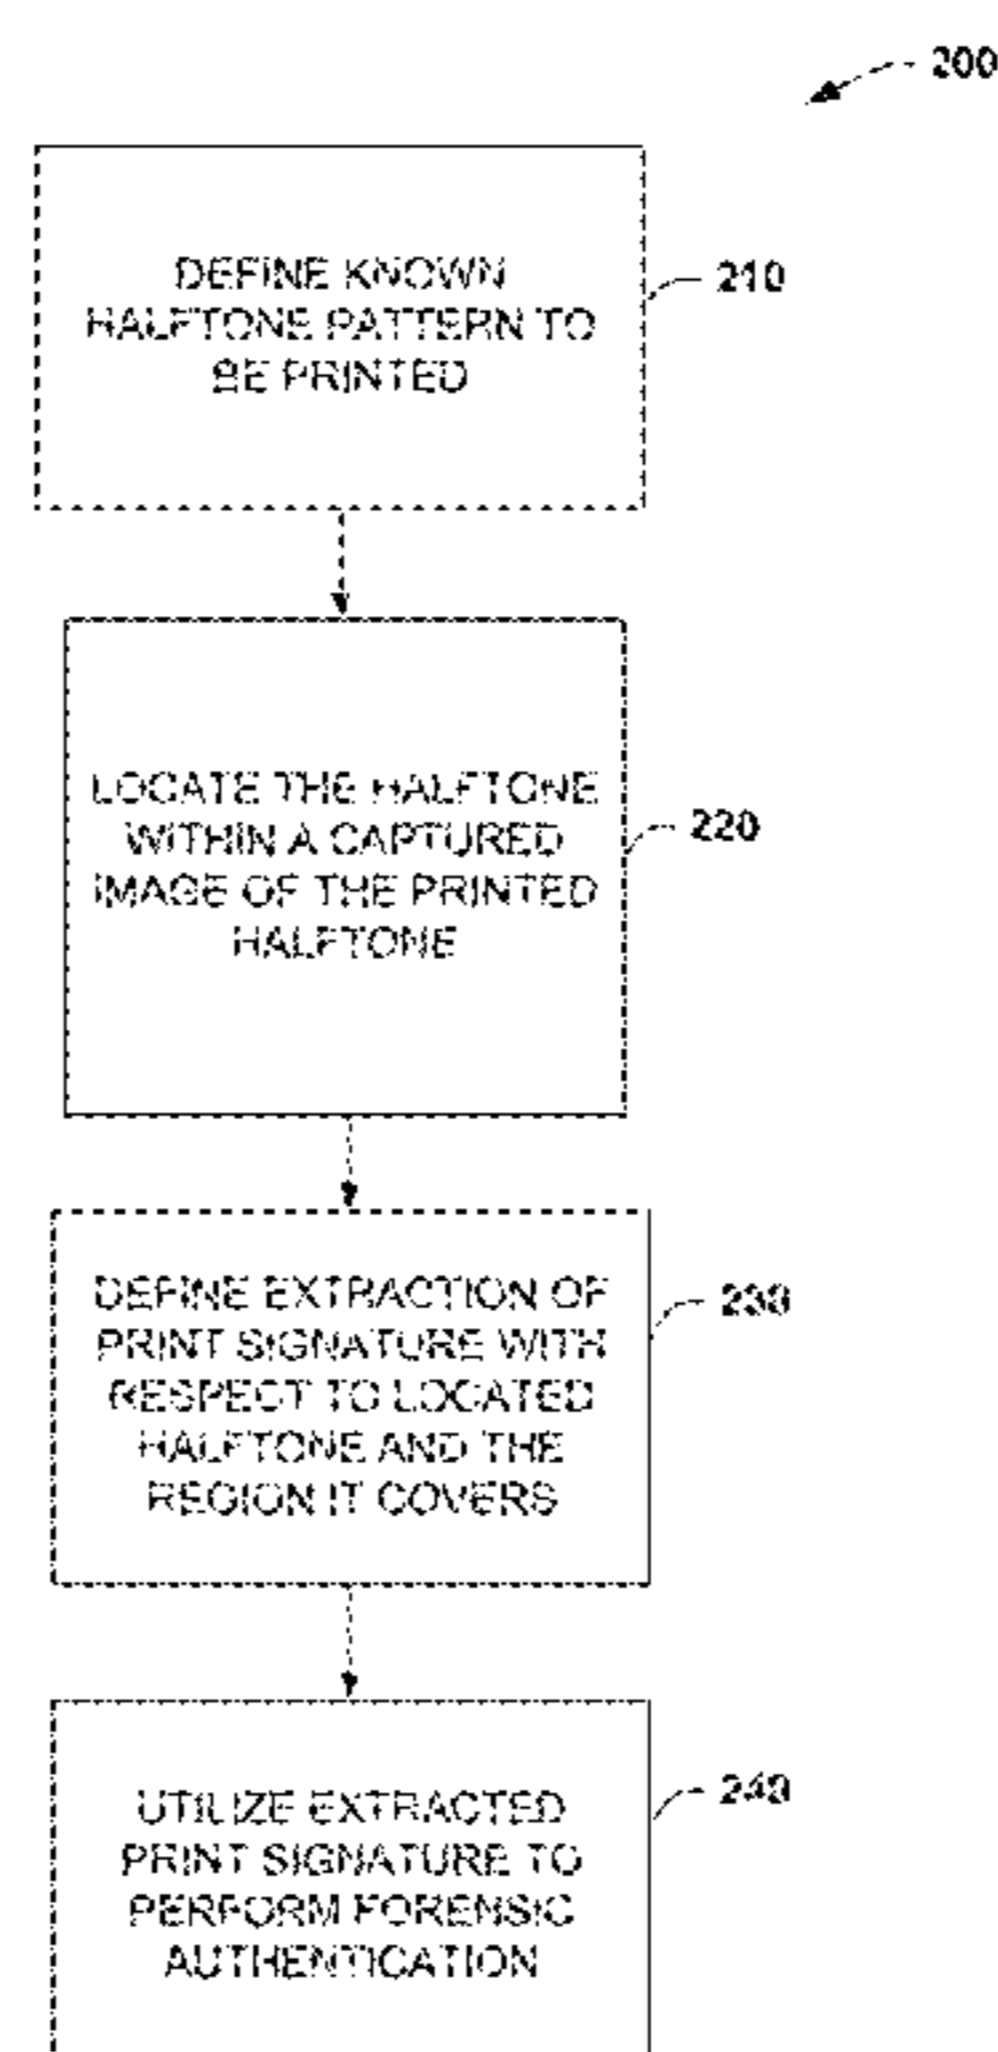 200
DEFINE KNOWN
HALFTONE PATTERN TO
BE PRINTED
210
LOCATE THE HALFTONE
WITHIN A CAPTURED
IMAGE OF THE PRINTED
HALFTONE
220
DEFINE EXTRACTION OF
PRINT SIGNATURE WITH
RESPECT TO LOCATED
HALFTONE AND THE
REGION IT COVERS
230
UTILIZE EXTRACTED
PRINT SIGNATURE TO
PERFORM FORENSIC
AUTHENTICATION
240